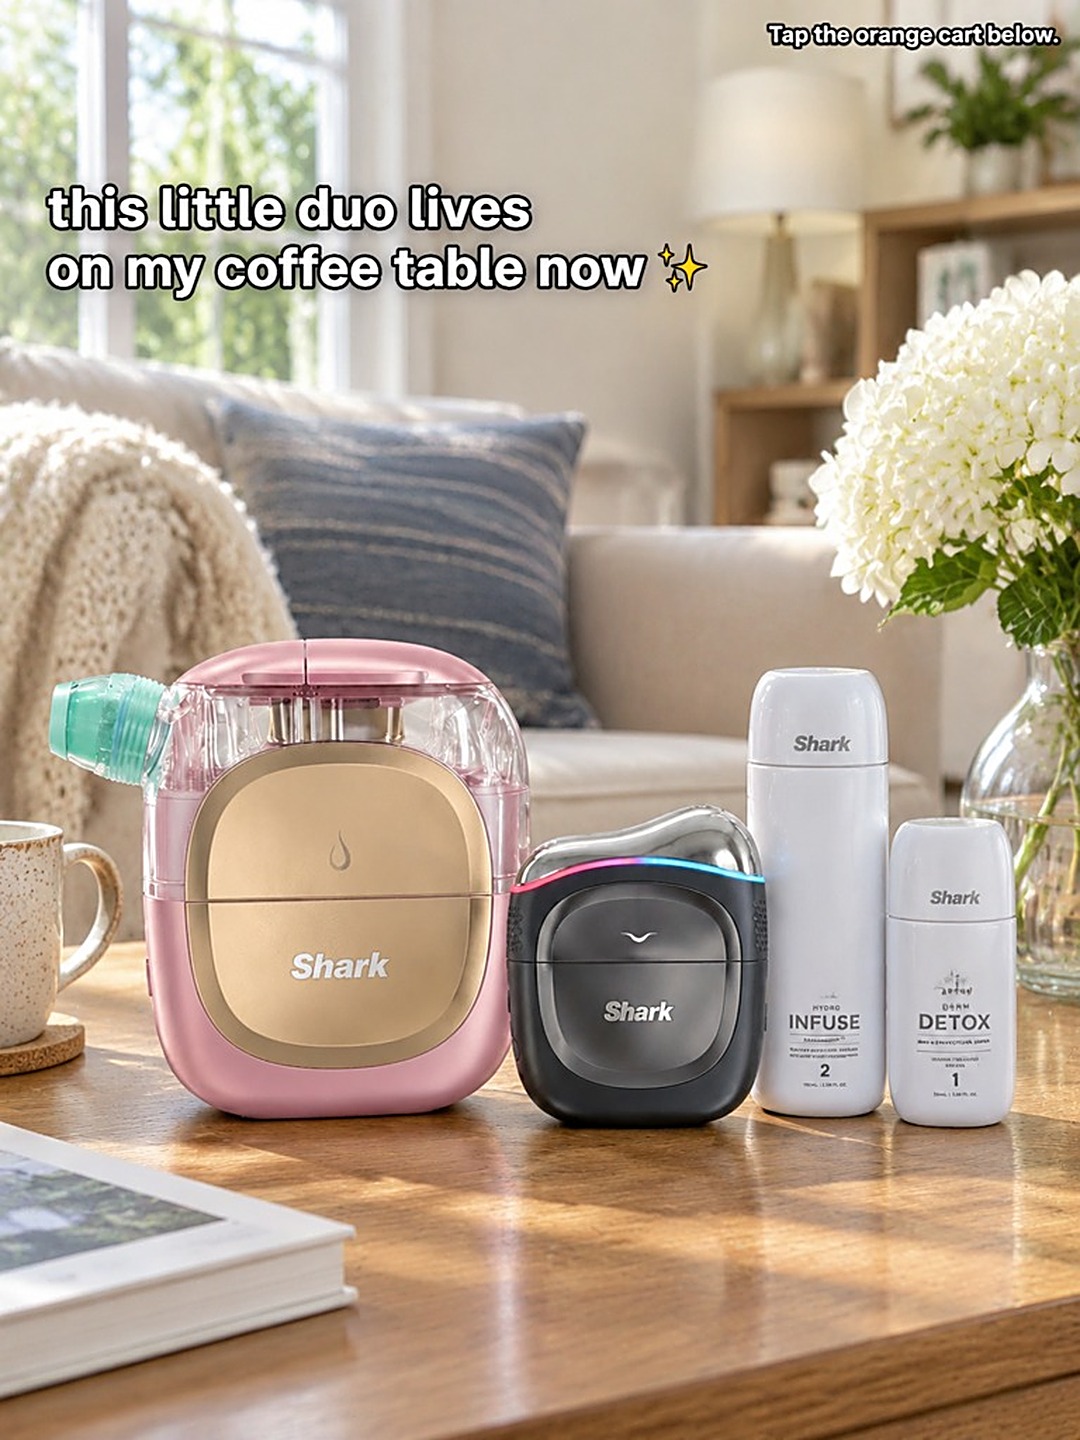 Tap the orange cart below.
this little duo lives
on my coffee table now ✨
Shark
Shark
Shark
HYDRO
INFUSE
2
Shark
DETOX
1